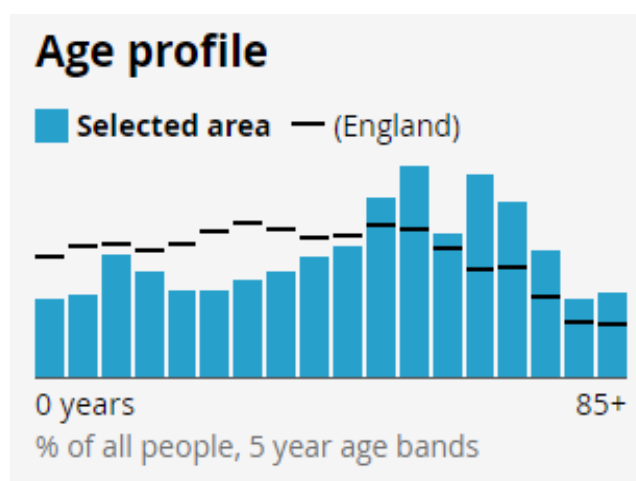 Age profile
Selected area — (England)
0 years 85+
% of all people, 5 year age bands